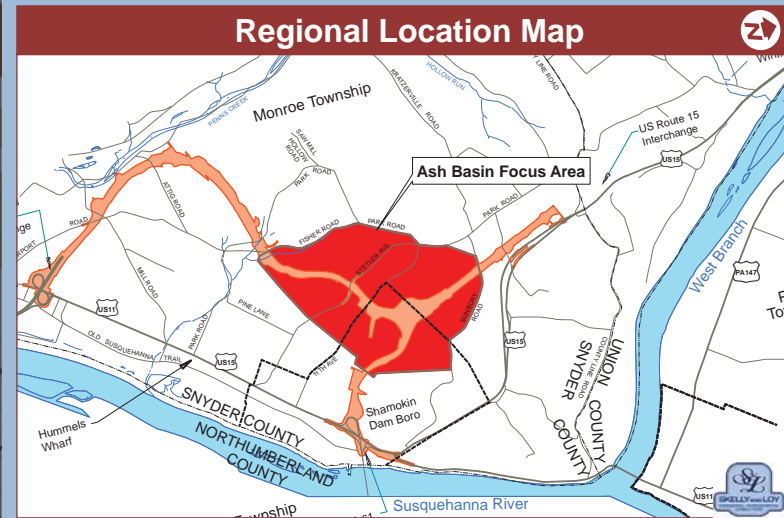 Regional Location Map
Z
HOLLOW RUN
KRATZERVILLE ROAD
Y LINE ROAD
Monroe Township
PENNS CREEK
SAW MILL
HOLLOW
ROAD
PARK ROAD
US Route 15
Interchange
US15
Ash Basin Focus Area
ATTIG ROAD
ROAD
PARK ROAD
PARK ROAD
FISHER ROAD
STETLER AVE
West Branch
PA147
MILL ROAD
PINE LANE
SUNBURY
ROAD
US11
OLD SUSQUEHANNA TRAIL
PARK ROAD
US15
11TH AVE
US15
UNION COUNTY
COUNTY LINE ROAD
SNYDER COUNTY
SNYDER COUNTY
NORTHUMBERLAND
COUNTY
Hummels
Wharf
Shamokin
Dam Boro
Susquehanna River
US11
SL
SKELLY AND LOY